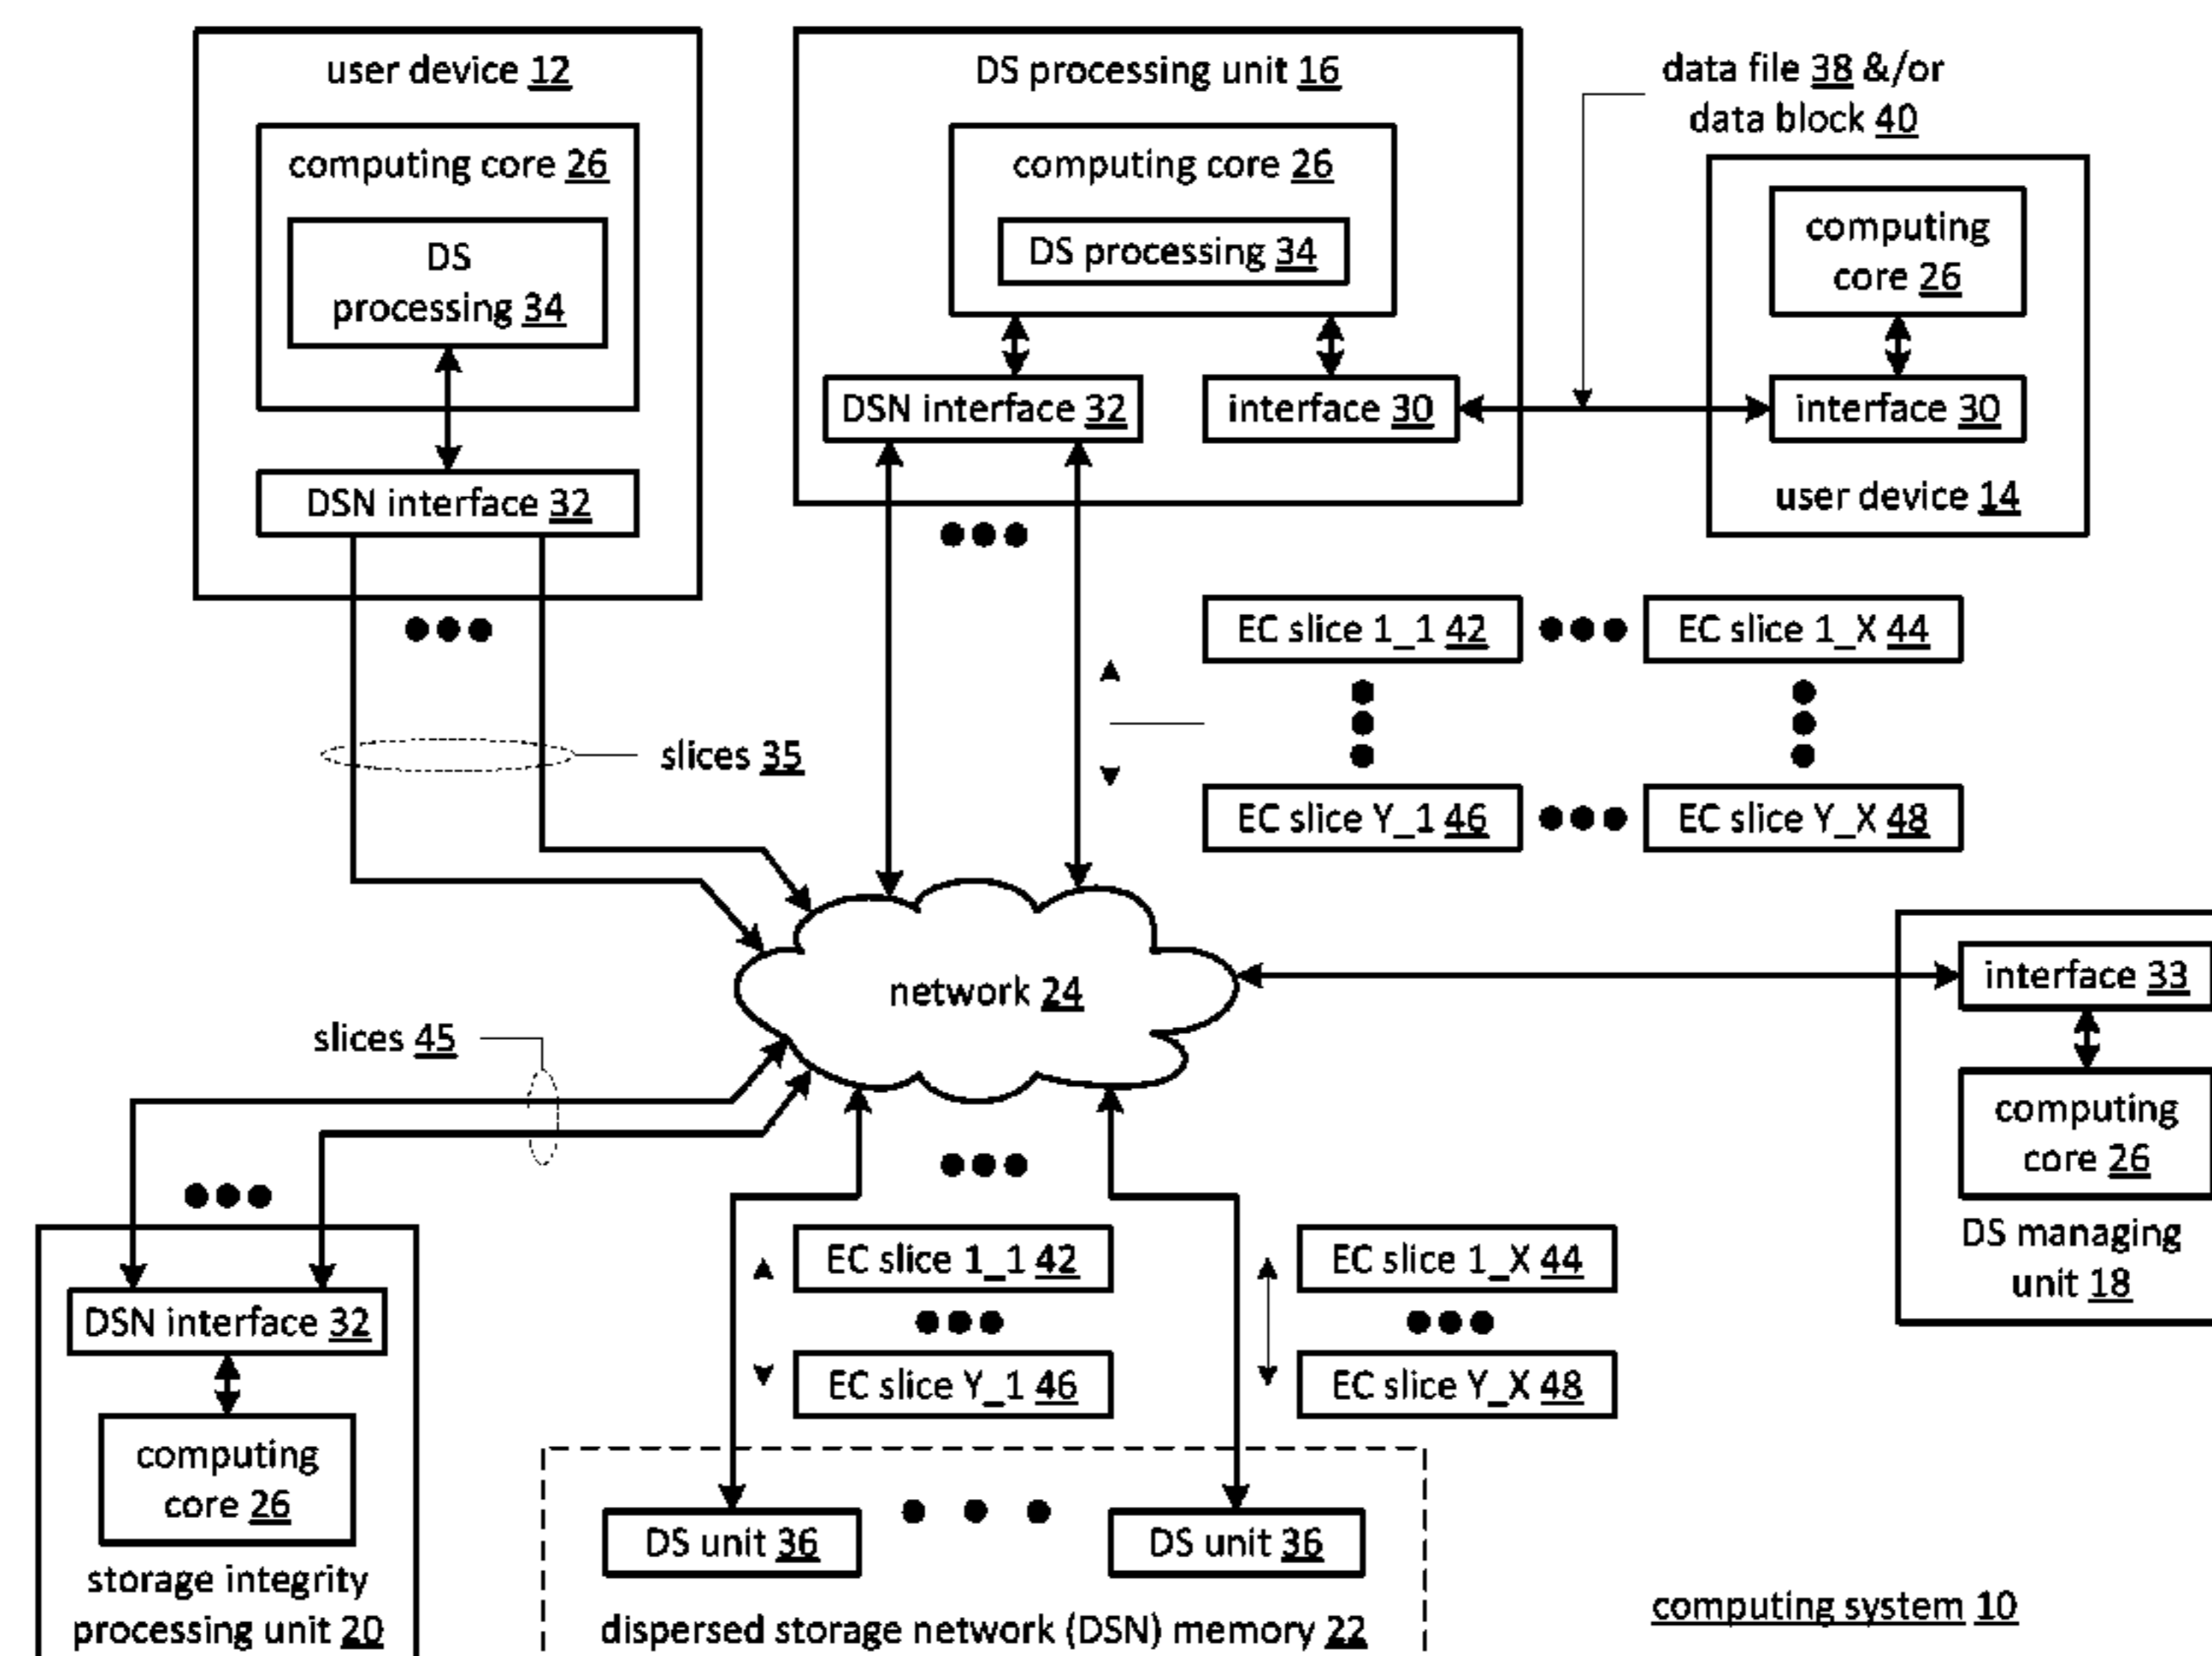 user device 12
computing core 26
DS
processing 34
DSN interface 32
slices 35
DS processing unit 16
computing core 26
DS processing 34
DSN interface 32
interface 30
data file 38 &/or
data block 40
computing
core 26
interface 30
user device 14
EC slice 1_1 42
EC slice 1_X 44
EC slice Y_1 46
EC slice Y_X 48
network 24
interface 33
computing
core 26
DS managing
unit 18
slices 45
DSN interface 32
computing
core 26
storage integrity
processing unit 20
EC slice 1_1 42
EC slice 1_X 44
EC slice Y_1 46
EC slice Y_X 48
DS unit 36
DS unit 36
dispersed storage network (DSN) memory 22
computing system 10